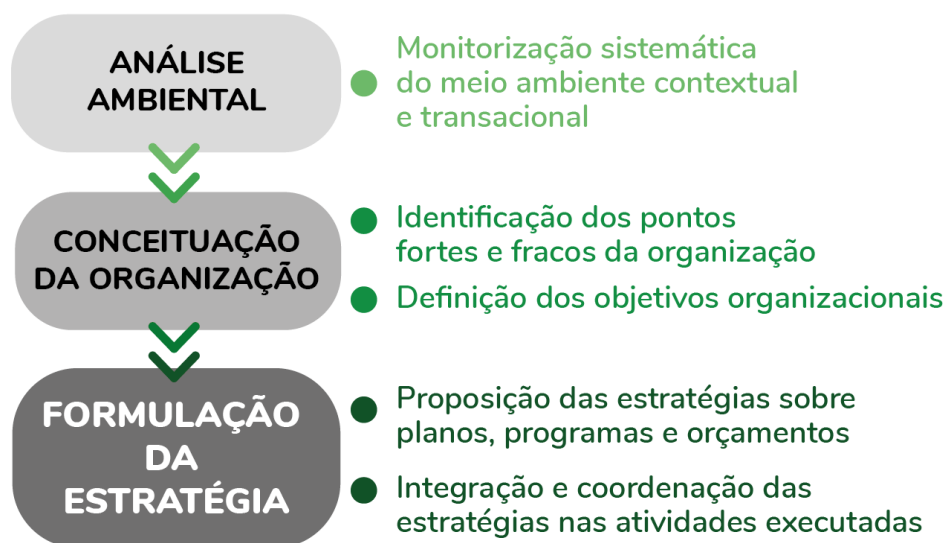 ANÁLISE
AMBIENTAL
Monitorização sistemática
do meio ambiente contextual
e transacional
CONCEITUAÇÃO
DA ORGANIZAÇÃO
Identificação dos pontos
fortes e fracos da organização
Definição dos objetivos organizacionais
FORMULAÇÃO
DA
ESTRATÉGIA
Proposição das estratégias sobre
planos, programas e orçamentos
Integração e coordenação das
estratégias nas atividades executadas